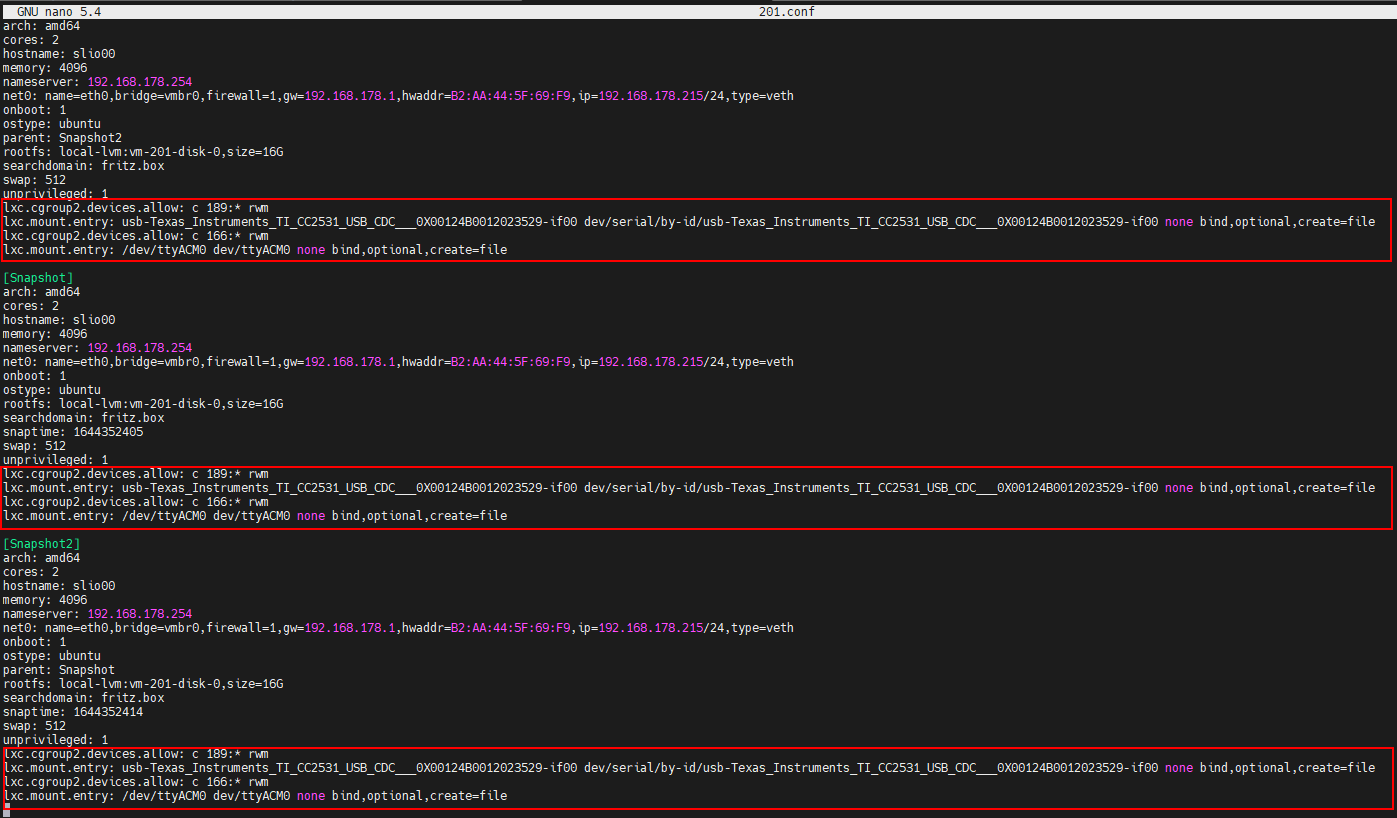 GNU nano 5.4 201.conf
arch: amd64
cores: 2
hostname: slio00
memory: 4096
nameserver: 192.168.178.254
net0: name=eth0,bridge=vmbr0,firewall=1,gw=192.168.178.1,hwaddr=B2:AA:44:5F:69:F9,ip=192.168.178.215/24,type=veth
onboot: 1
ostype: ubuntu
parent: Snapshot2
rootfs: local-lvm:vm-201-disk-0,size=16G
searchdomain: fritz.box
swap: 512
unprivileged: 1
lxc.cgroup2.devices.allow: c 189:* rwm
lxc.mount.entry: usb-Texas_Instruments_TI_CC2531_USB_CDC___0X00124B0012023529-if00 dev/serial/by-id/usb-Texas_Instruments_TI_CC2531_USB_CDC___0X00124B0012023529-if00 none bind,optional,create=file
lxc.cgroup2.devices.allow: c 166:* rwm
lxc.mount.entry: /dev/ttyACM0 dev/ttyACM0 none bind,optional,create=file
[Snapshot]
arch: amd64
cores: 2
hostname: slio00
memory: 4096
nameserver: 192.168.178.254
net0: name=eth0,bridge=vmbr0,firewall=1,gw=192.168.178.1,hwaddr=B2:AA:44:5F:69:F9,ip=192.168.178.215/24,type=veth
onboot: 1
ostype: ubuntu
rootfs: local-lvm:vm-201-disk-0,size=16G
searchdomain: fritz.box
snaptime: 1644352405
swap: 512
unprivileged: 1
lxc.cgroup2.devices.allow: c 189:* rwm
lxc.mount.entry: usb-Texas_Instruments_TI_CC2531_USB_CDC___0X00124B0012023529-if00 dev/serial/by-id/usb-Texas_Instruments_TI_CC2531_USB_CDC___0X00124B0012023529-if00 none bind,optional,create=file
lxc.cgroup2.devices.allow: c 166:* rwm
lxc.mount.entry: /dev/ttyACM0 dev/ttyACM0 none bind,optional,create=file
[Snapshot2]
arch: amd64
cores: 2
hostname: slio00
memory: 4096
nameserver: 192.168.178.254
net0: name=eth0,bridge=vmbr0,firewall=1,gw=192.168.178.1,hwaddr=B2:AA:44:5F:69:F9,ip=192.168.178.215/24,type=veth
onboot: 1
ostype: ubuntu
parent: Snapshot
rootfs: local-lvm:vm-201-disk-0,size=16G
searchdomain: fritz.box
snaptime: 1644352414
swap: 512
unprivileged: 1
lxc.cgroup2.devices.allow: c 189:* rwm
lxc.mount.entry: usb-Texas_Instruments_TI_CC2531_USB_CDC___0X00124B0012023529-if00 dev/serial/by-id/usb-Texas_Instruments_TI_CC2531_USB_CDC___0X00124B0012023529-if00 none bind,optional,create=file
lxc.cgroup2.devices.allow: c 166:* rwm
lxc.mount.entry: /dev/ttyACM0 dev/ttyACM0 none bind,optional,create=file